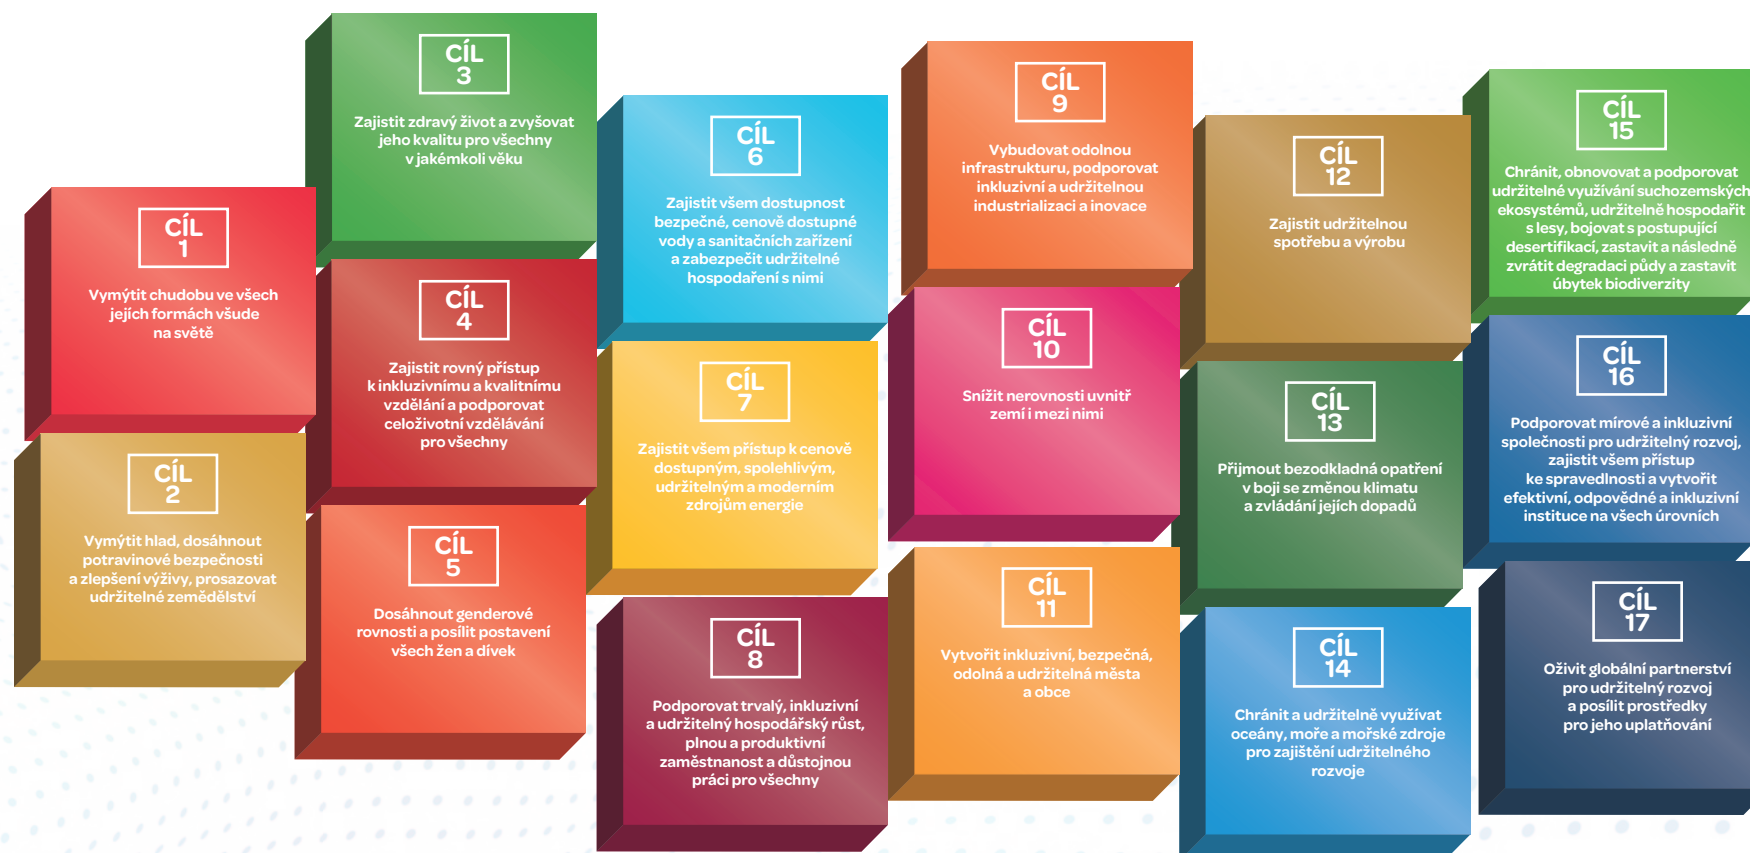 CÍL
1
Vymýtit chudobu ve všech
jejích formách všude
na světě
CÍL
2
Vymýtit hlad, dosáhnout
potravinové bezpečnosti
a zlepšení výživy, prosazovat
udržitelné zemědělství
CÍL
3
Zajistit zdravý život a zvyšovat
jeho kvalitu pro všechny
v jakémkoli věku
CÍL
4
Zajistit rovný přístup
k inkluzivnímu a kvalitnímu
vzdělání a podporovat
celoživotní vzdělávání
pro všechny
CÍL
5
Dosáhnout genderové
rovnosti a posílit postavení
všech žen a dívek
CÍL
6
Zajistit všem dostupnost
bezpečné, cenově dostupné
vody a sanitačních zařízení
a zabezpečit udržitelné
hospodaření s nimi
CÍL
7
Zajistit všem přístup k cenově
dostupným, spolehlivým,
udržitelným a moderním
zdrojům energie
CÍL
8
Podporovat trvalý, inkluzivní
a udržitelný hospodářský růst,
plnou a produktivní
zaměstnanost a důstojnou
práci pro všechny
CÍL
9
Vybudovat odolnou
infrastrukturu, podporovat
inkluzivní a udržitelnou
industrializaci a inovace
CÍL
10
Snížit nerovnosti uvnitř
zemí i mezi nimi
CÍL
11
Vytvořit inkluzivní, bezpečná,
odolná a udržitelná města
a obce
CÍL
12
Zajistit udržitelnou
spotřebu a výrobu
CÍL
13
Přijmout bezodkladná opatření
v boji se změnou klimatu
a zvládání jejích dopadů
CÍL
14
Chránit a udržitelně využívat
oceány, moře a mořské zdroje
pro zajištění udržitelného
rozvoje
CÍL
15
Chránit, obnovovat a podporovat
udržitelné využívání suchozemských
ekosystémů, udržitelně hospodařit
s lesy, bojovat s postupující
desertifikací, zastavit a následně
zvrátit degradaci půdy a zastavit
úbytek biodiverzity
CÍL
16
Podporovat mírové a inkluzivní
společnosti pro udržitelný rozvoj,
zajistit všem přístup
ke spravedlnosti a vytvořit
efektivní, odpovědné a inkluzivní
instituce na všech úrovních
CÍL
17
Oživit globální partnerství
pro udržitelný rozvoj
a posílit prostředky
pro jeho uplatňování